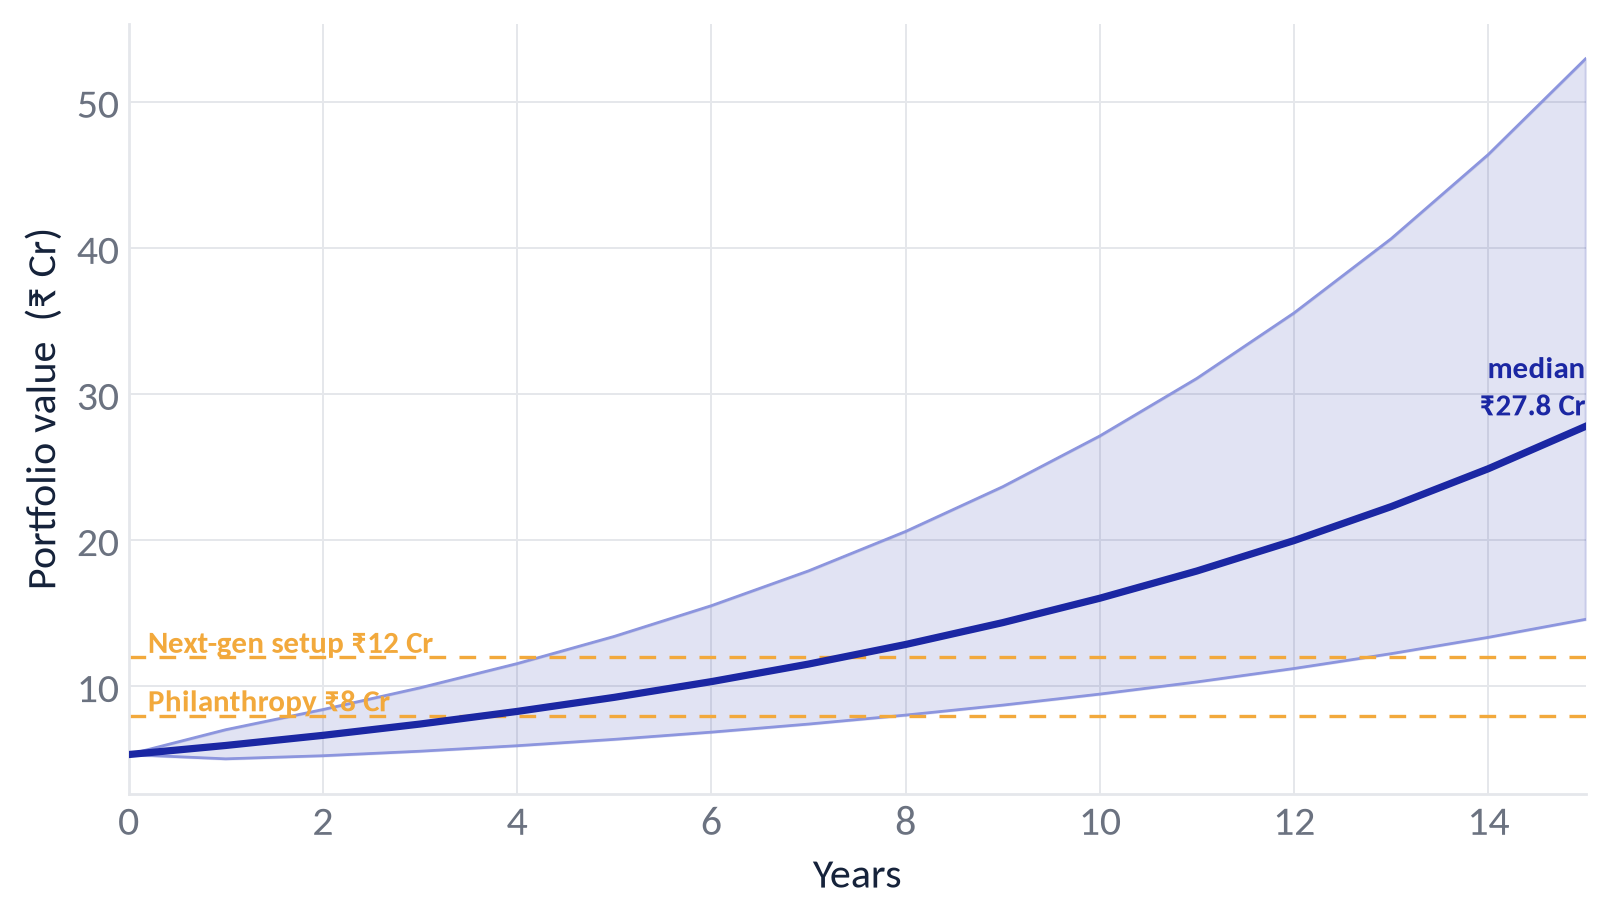 50
40
30
20
10
Portfolio value (₹ Cr)
median
₹27.8 Cr
Next-gen setup ₹12 Cr
Philanthropy ₹8 Cr
0 2 4 6 8 10 12 14
Years